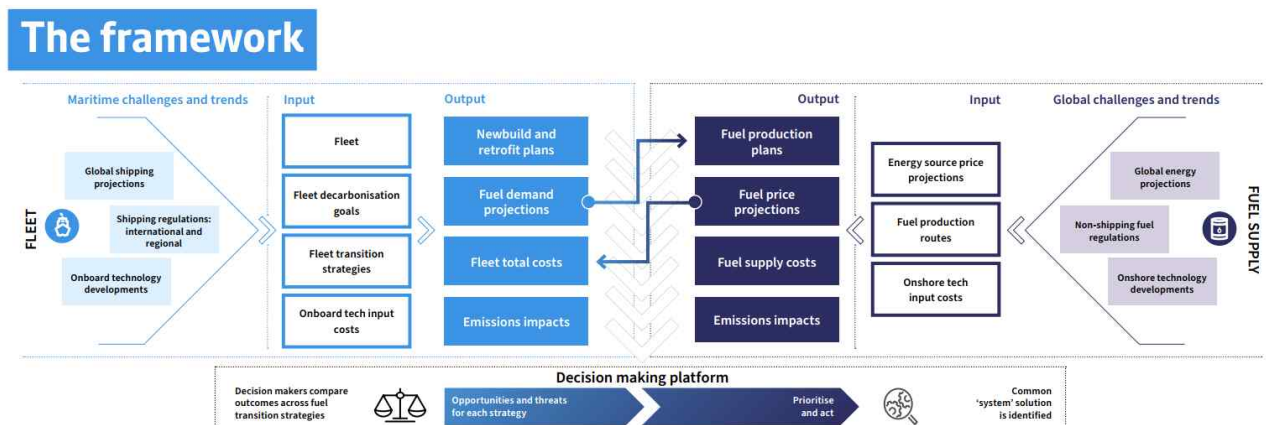 The framework
Maritime challenges and trends
Global shipping
projections
Shipping regulations:
international and
regional
Onboard technology
developments
FLEET
Input
Fleet
Fleet decarbonisation
goals
Fleet transition
strategies
Onboard tech input
costs
Output
Newbuild and
retrofit plans
Fuel demand
projections
Fleet total costs
Emissions impacts
Output
Fuel production
plans
Fuel price
projections
Fuel supply costs
Emissions impacts
Input
Energy source price
projections
Fuel production
routes
Onshore tech
input costs
Global challenges and trends
Global energy
projections
Non-shipping fuel
regulations
Onshore technology
developments
FUEL SUPPLY
Decision making platform
Decision makers compare
outcomes across fuel
transition strategies
Opportunities and threats
for each strategy
Prioritise
and act
Common
‘system’ solution
is identified